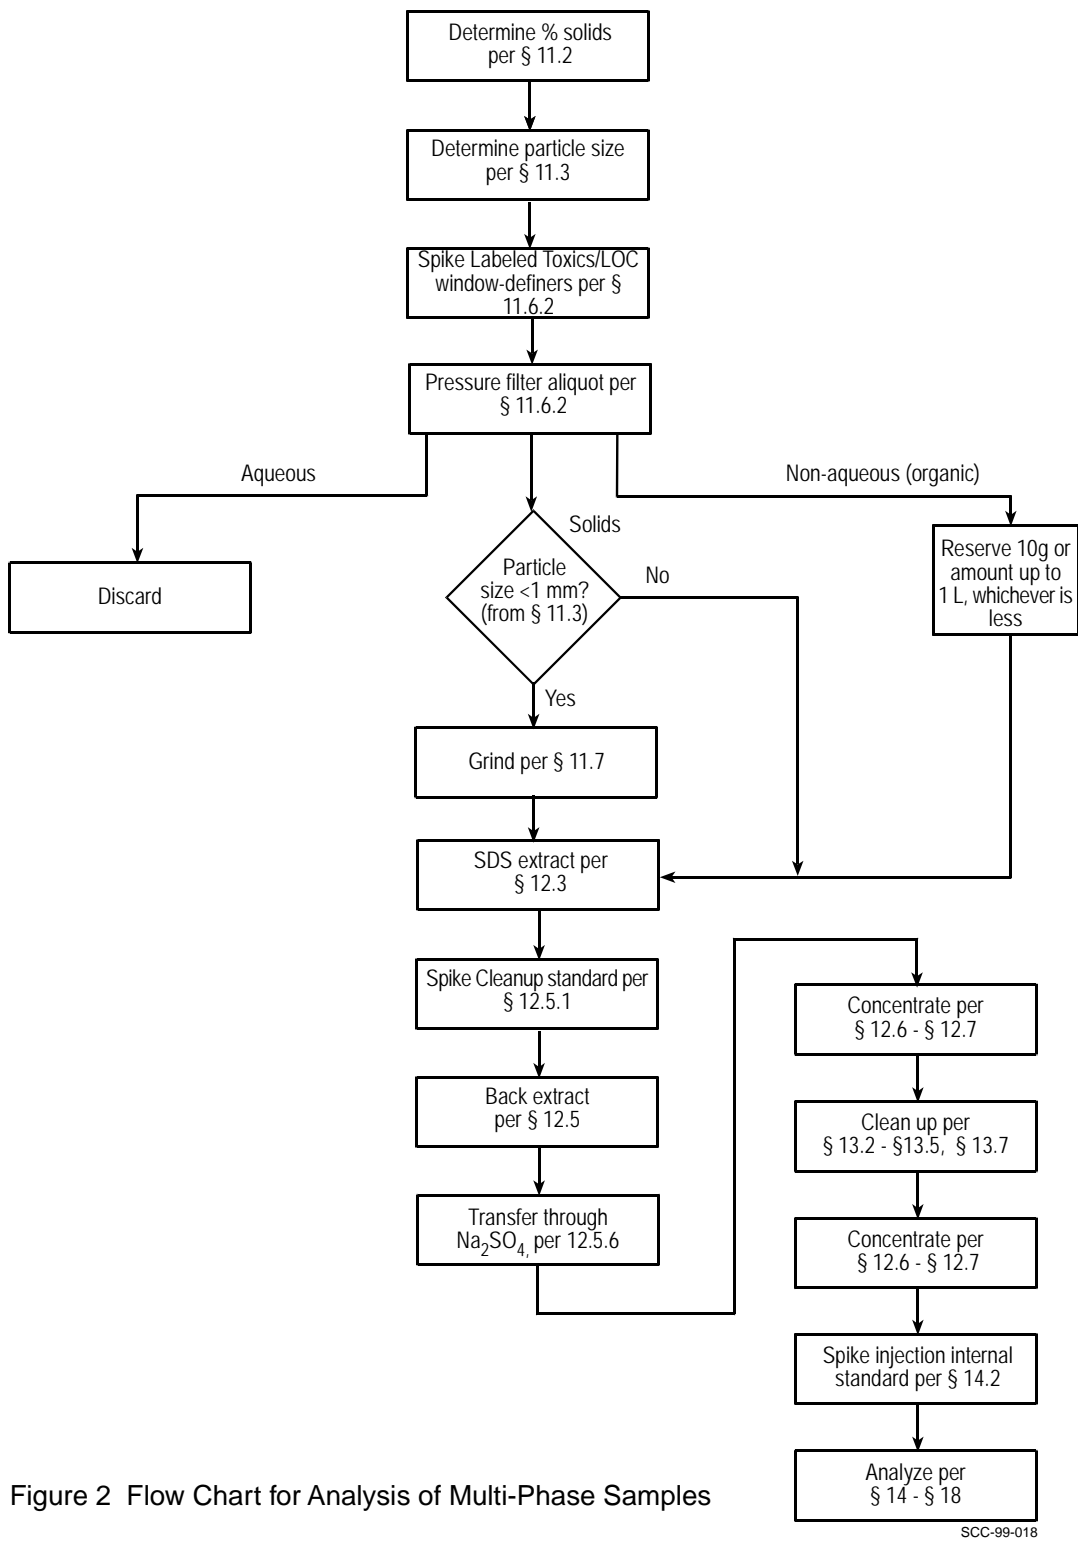 Determine % solids
per § 11.2
Determine particle size
per § 11.3
Spike Labeled Toxics/LOC
window-definers per §
11.6.2
Pressure filter aliquot per
§ 11.6.2
Aqueous
Non-aqueous (organic)
Solids
Discard
Particle
size <1 mm?
(from § 11.3)
No
Reserve 10g or
amount up to
1 L, whichever is
less
Yes
Grind per § 11.7
SDS extract per
§ 12.3
Spike Cleanup standard per
§ 12.5.1
Back extract
per § 12.5
Transfer through
Na₂SO₄, per 12.5.6
Concentrate per
§ 12.6 - § 12.7
Clean up per
§ 13.2 - §13.5, § 13.7
Concentrate per
§ 12.6 - § 12.7
Spike injection internal
standard per § 14.2
Analyze per
§ 14 - § 18
Figure 2 Flow Chart for Analysis of Multi-Phase Samples
SCC-99-018